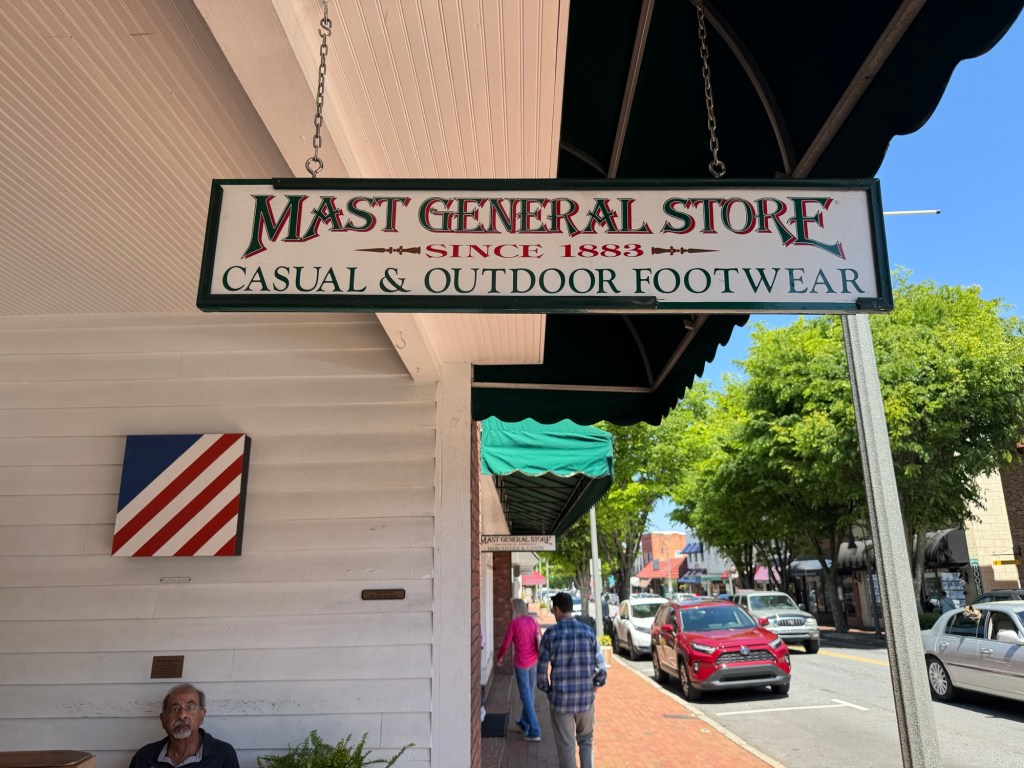 MAST GENERAL STORE
SINCE 1883
CASUAL & OUTDOOR FOOTWEAR
MAST GENERAL STORE